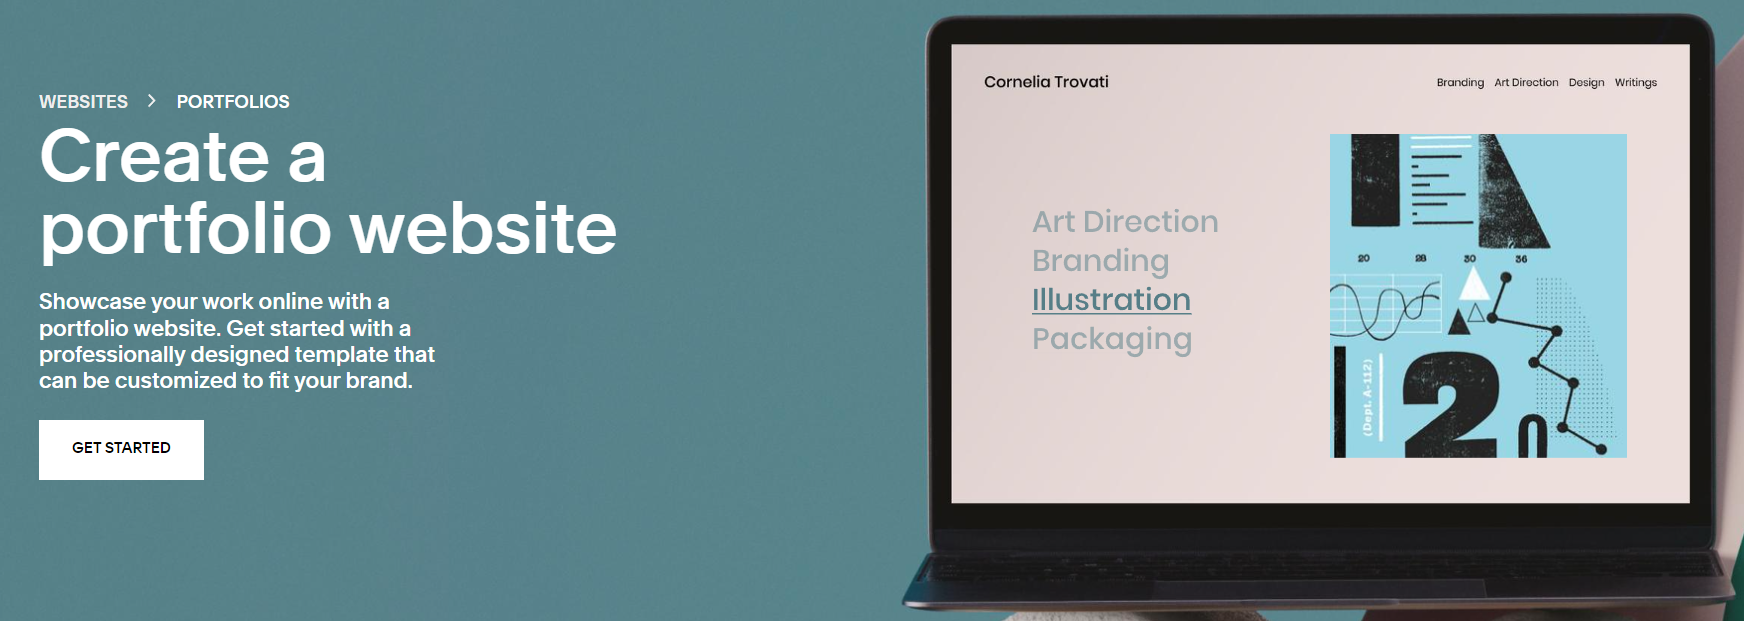 WEBSITES > PORTFOLIOS
Create a
portfolio website
Showcase your work online with a
portfolio website. Get started with a
professionally designed template that
can be customized to fit your brand.
GET STARTED
Cornelia Trovati
Branding Art Direction Design Writings
Art Direction
Branding
Illustration
Packaging
20 28 30 36
(Dept. A-112)
2
0